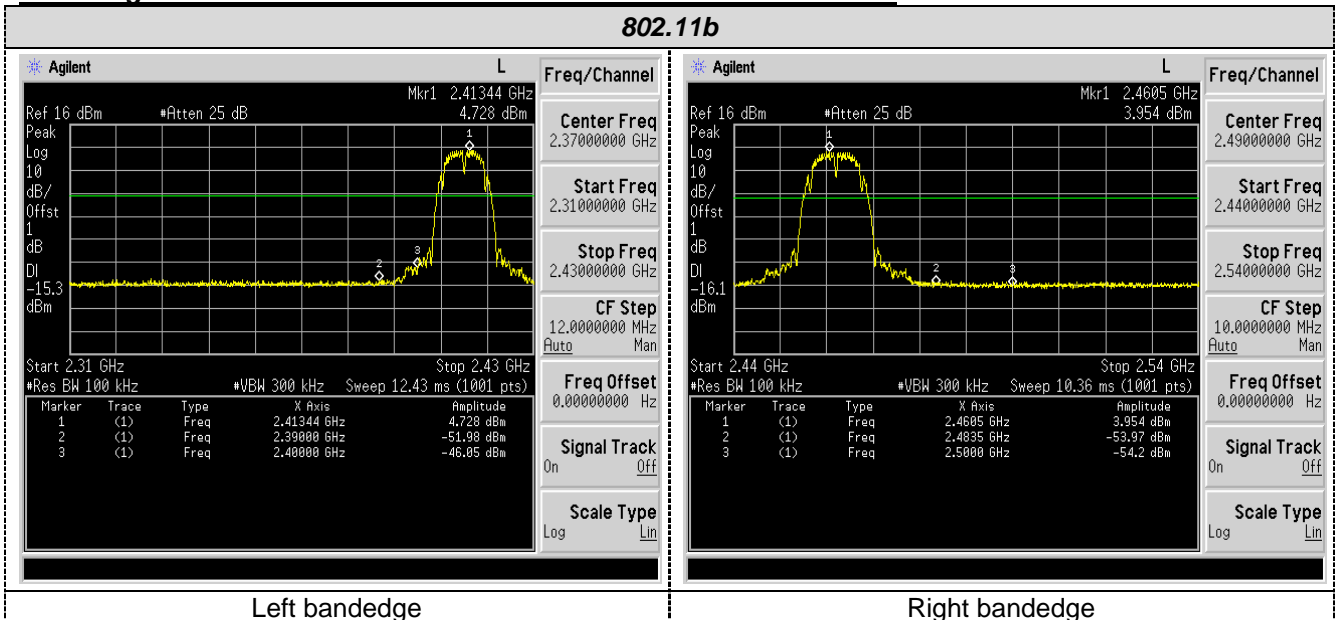 802.11b
Agilent L
Mkr1 2.41344 GHz
Ref 16 dBm #Atten 25 dB 4.728 dBm
Peak
Log
10
dB/
Offst
1
dB
DI
-15.3
dBm
1
2
3
Start 2.31 GHz Stop 2.43 GHz
#Res BW 100 kHz #VBW 300 kHz Sweep 12.43 ms (1001 pts)
Marker Trace Type X Axis Amplitude
1 (1) Freq 2.41344 GHz 4.728 dBm
2 (1) Freq 2.39000 GHz -51.98 dBm
3 (1) Freq 2.40000 GHz -46.05 dBm
Freq/Channel
Center Freq
2.37000000 GHz
Start Freq
2.31000000 GHz
Stop Freq
2.43000000 GHz
CF Step
12.0000000 MHz
Auto Man
Freq Offset
0.00000000 Hz
Signal Track
On Off
Scale Type
Log Lin
Left bandedge
Agilent L
Mkr1 2.4605 GHz
Ref 16 dBm #Atten 25 dB 3.954 dBm
Peak
Log
10
dB/
Offst
1
dB
DI
-16.1
dBm
1
2
3
Start 2.44 GHz Stop 2.54 GHz
#Res BW 100 kHz #VBW 300 kHz Sweep 10.36 ms (1001 pts)
Marker Trace Type X Axis Amplitude
1 (1) Freq 2.4605 GHz 3.954 dBm
2 (1) Freq 2.4835 GHz -53.97 dBm
3 (1) Freq 2.5000 GHz -54.2 dBm
Freq/Channel
Center Freq
2.49000000 GHz
Start Freq
2.44000000 GHz
Stop Freq
2.54000000 GHz
CF Step
10.0000000 MHz
Auto Man
Freq Offset
0.00000000 Hz
Signal Track
On Off
Scale Type
Log Lin
Right bandedge